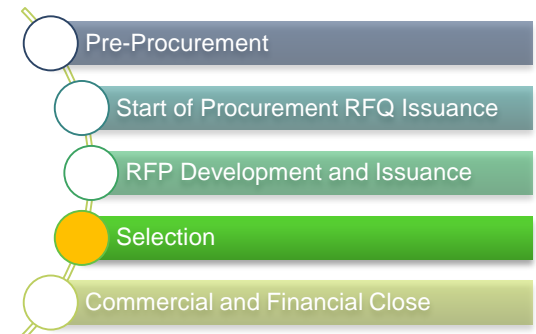 Pre-Procurement
Start of Procurement RFQ Issuance
RFP Development and Issuance
Selection
Commercial and Financial Close